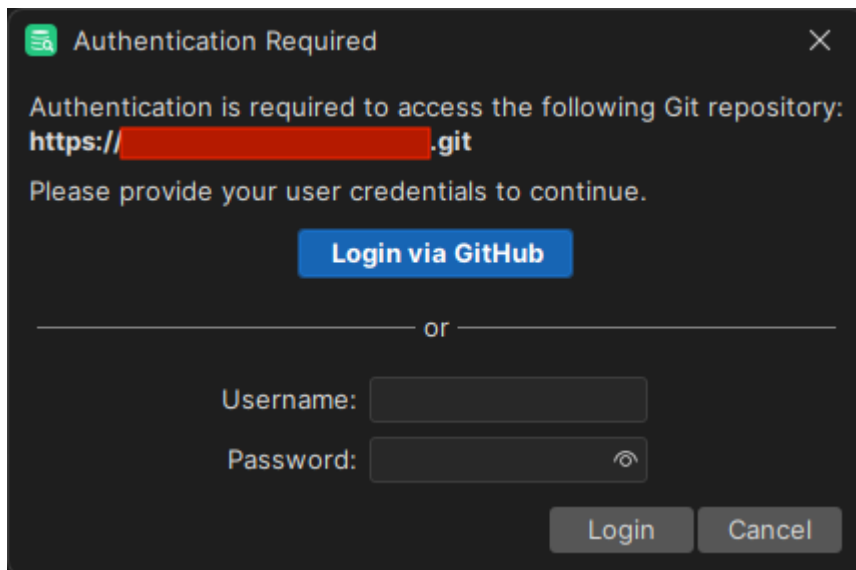 Authentication Required
Authentication is required to access the following Git repository:
https:// .git
Please provide your user credentials to continue.
Login via GitHub
or
Username:
Password:
Login Cancel